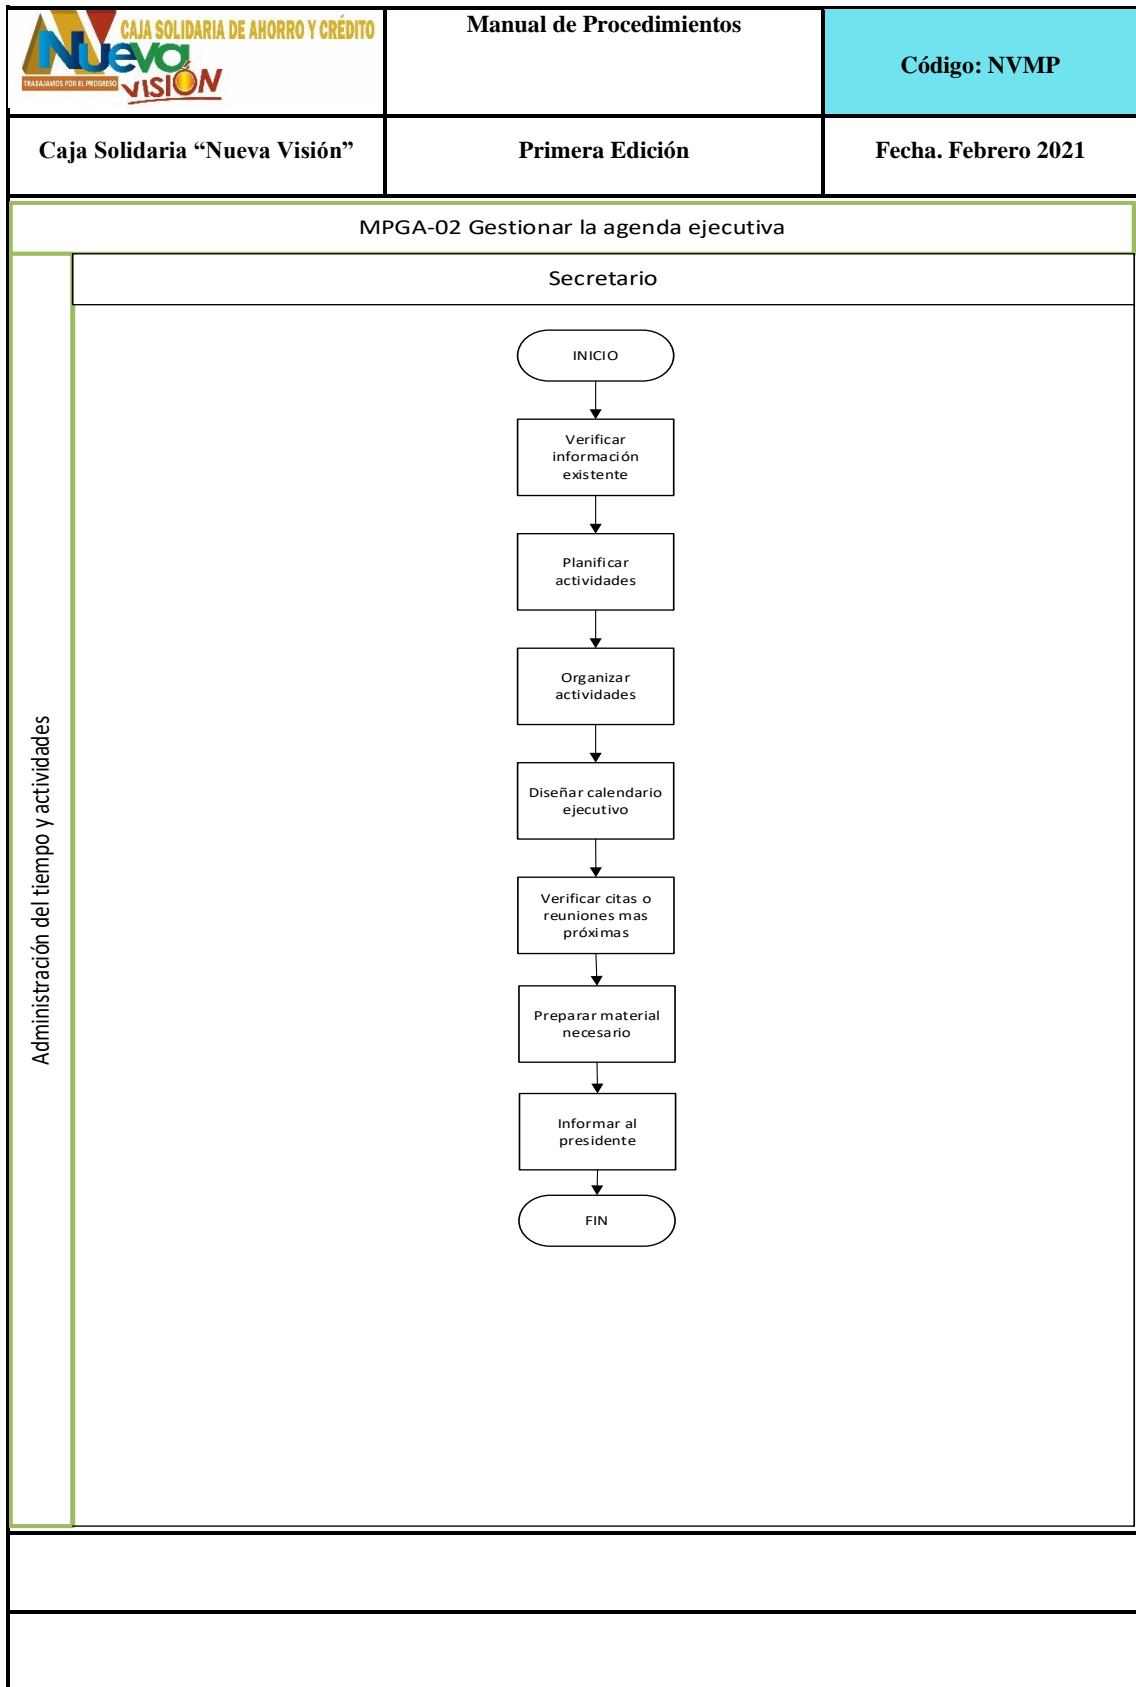 CAJA SOLIDARIA DE AHORRO Y CRÉDITO
Nueva
TRABAJAMOS POR EL PROGRESO
VISIÓN
Manual de Procedimientos
Código: NVMP
Caja Solidaria “Nueva Visión”
Primera Edición
Fecha. Febrero 2021
MPGA-02 Gestionar la agenda ejecutiva
Secretario
Administración del tiempo y actividades
INICIO
Verificar
información
existente
Planificar
actividades
Organizar
actividades
Diseñar calendario
ejecutivo
Verificar citas o
reuniones mas
próximas
Preparar material
necesario
Informar al
presidente
FIN